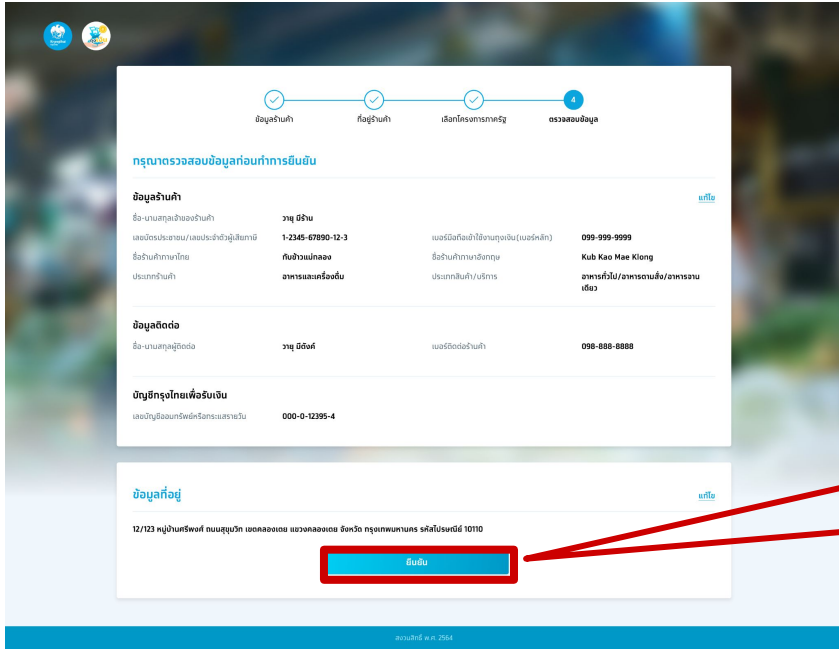 4
ข้อมูลร้านค้า ที่อยู่ร้านค้า เลือกโครงการภาครัฐ ตรวจสอบข้อมูล
กรุณาตรวจสอบข้อมูลก่อนทำการยืนยัน
ข้อมูลร้านค้า แก้ไข
ชื่อ-นามสกุลเจ้าของร้านค้า วายุ มีร้าน
เลขบัตรประชาชน/เลขประจำตัวผู้เสียภาษี 1-2345-67890-12-3 เบอร์มือถือเข้าใช้งานถุงเงิน(เบอร์หลัก) 099-999-9999
ชื่อร้านค้าภาษาไทย กับข้าวแม่กลอง ชื่อร้านค้าภาษาอังกฤษ Kub Kao Mae Klong
ประเภทร้านค้า อาหารและเครื่องดื่ม ประเภทสินค้า/บริการ อาหารทั่วไป/อาหารตามสั่ง/อาหารจาน
เดียว
ข้อมูลติดต่อ
ชื่อ-นามสกุลผู้ติดต่อ วายุ มีตังค์ เบอร์ติดต่อร้านค้า 098-888-8888
บัญชีกรุงไทยเพื่อรับเงิน
เลขบัญชีออมทรัพย์หรือกระแสรายวัน 000-0-12395-4
ข้อมูลที่อยู่ แก้ไข
12/123 หมู่บ้านศรีพงศ์ ถนนสุขุมวิท เขตคลองเตย แขวงคลองเตย จังหวัด กรุงเทพมหานคร รหัสไปรษณีย์ 10110
ยืนยัน
สงวนสิทธิ์ พ.ศ. 2564